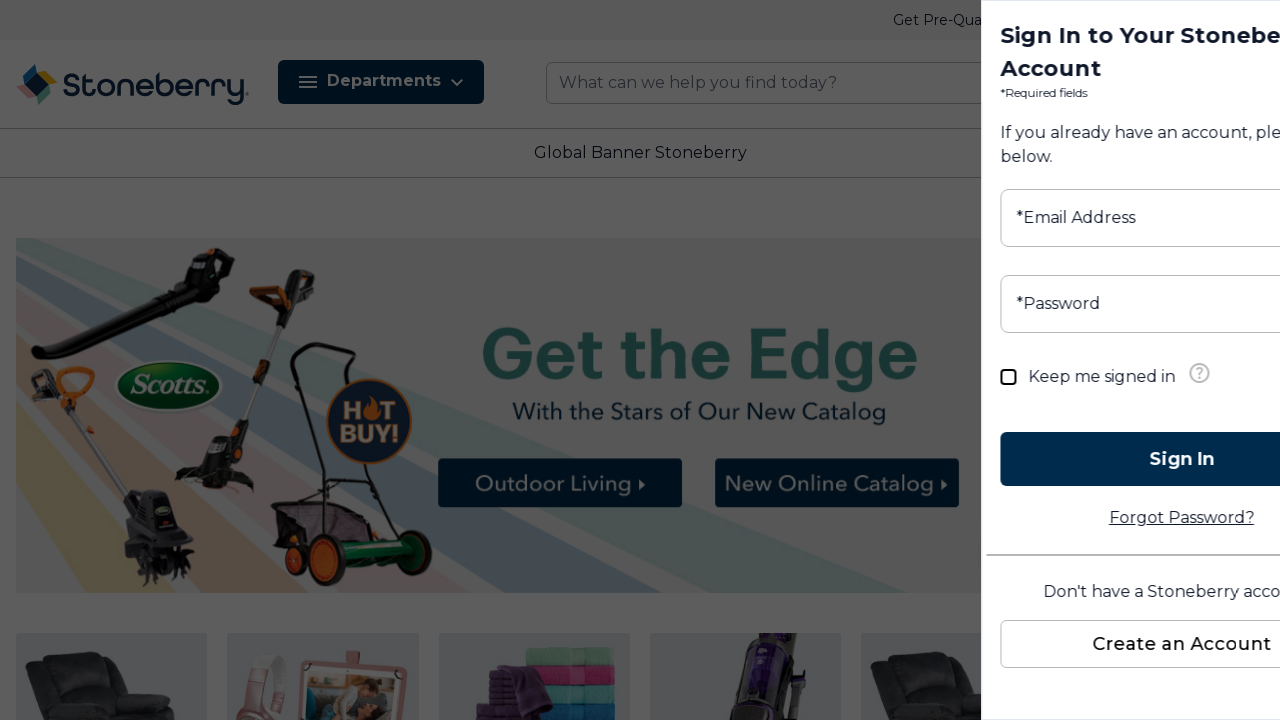 Get Pre-Qua
Stoneberry
Departments
What can we help you find today?
Global Banner Stoneberry
Get the Edge
With the Stars of Our New Catalog
Scotts
HOT
BUY!
Outdoor Living
New Online Catalog
Sign In to Your Stonebe
Account
*Required fields
If you already have an account, ple
below.
*Email Address
*Password
Keep me signed in
?
Sign In
Forgot Password?
Don't have a Stoneberry acco
Create an Account